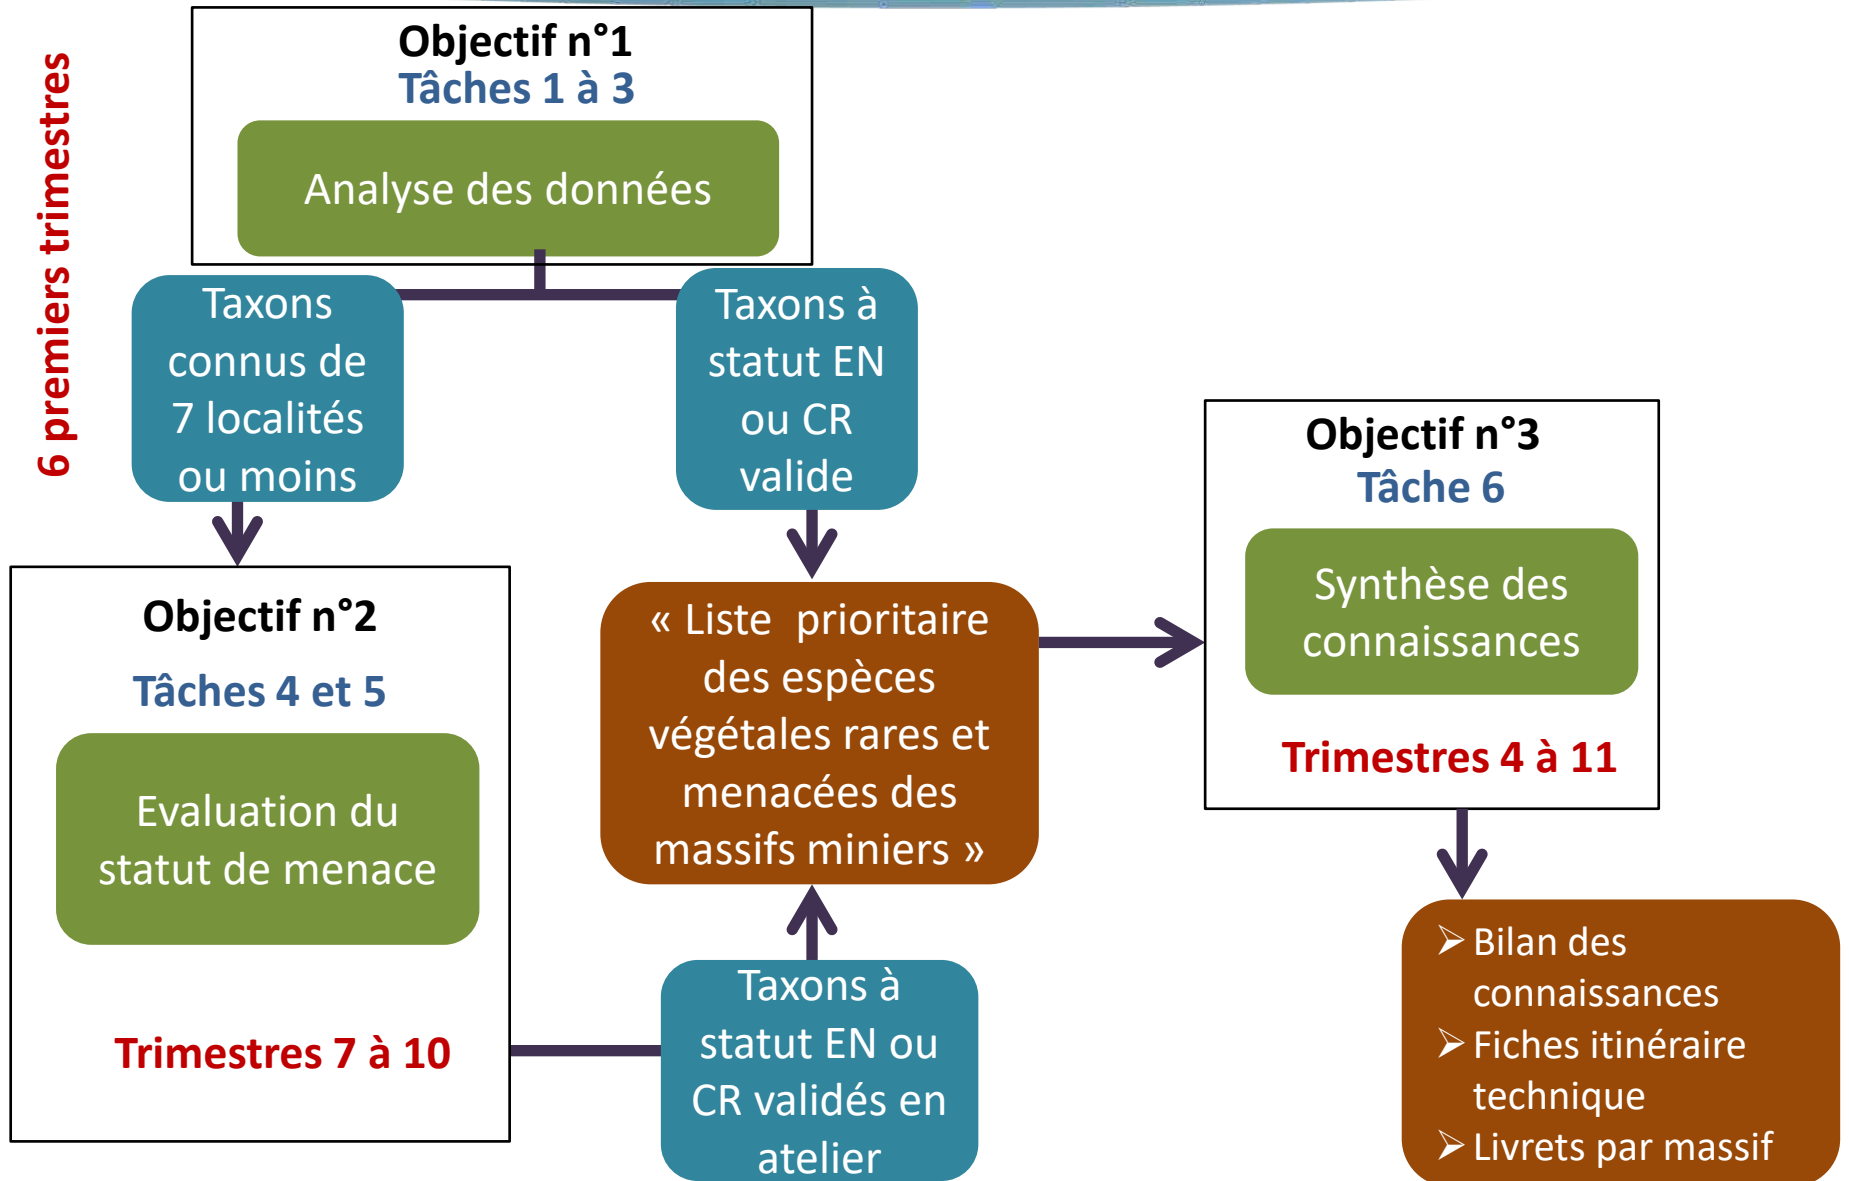 6 premiers trimestres
Objectif n°1
Tâches 1 à 3
Analyse des données
Taxons
connus de
7 localités
ou moins
Taxons à
statut EN
ou CR
valide
Objectif n°2
Tâches 4 et 5
Evaluation du
statut de menace
Trimestres 7 à 10
« Liste  prioritaire
des espèces
végétales rares et
menacées des
massifs miniers »
Taxons à
statut EN ou
CR validés en
atelier
Objectif n°3
Tâche 6
Synthèse des
connaissances
Trimestres 4 à 11
➢ Bilan des
connaissances
➢ Fiches itinéraire
technique
➢ Livrets par massif